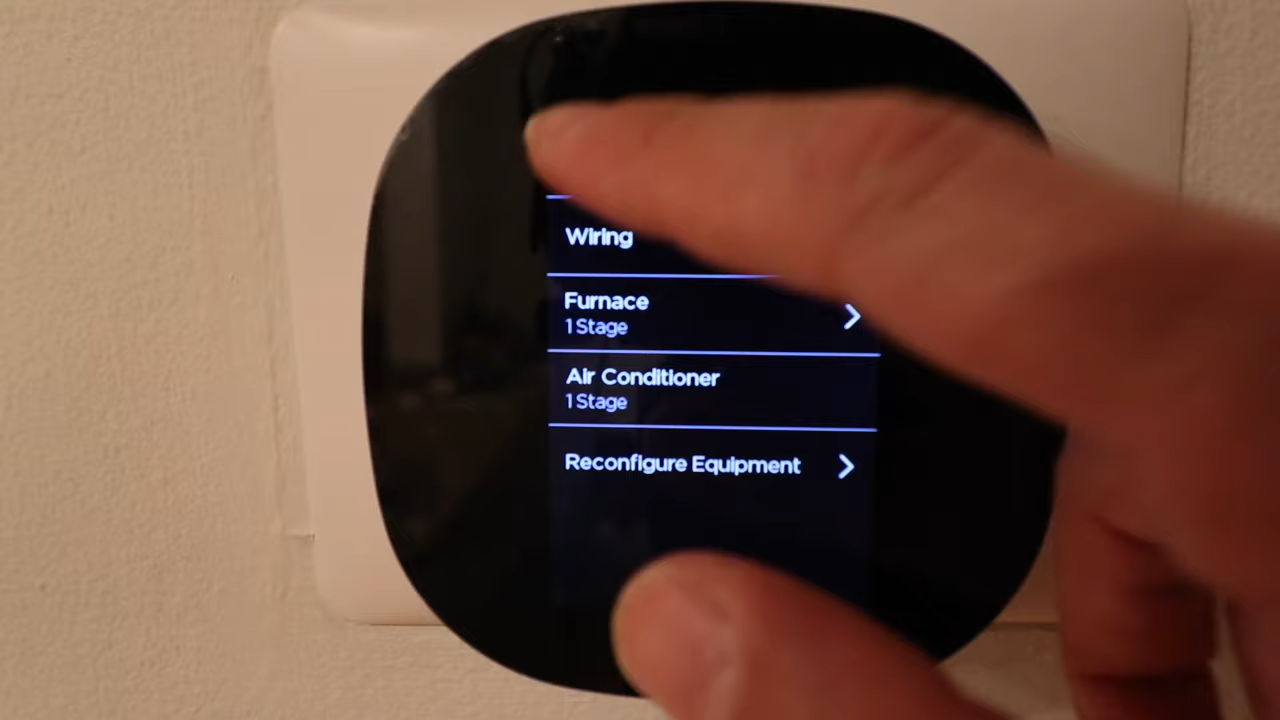 Wiring
Furnace
1 Stage
Air Conditioner
1 Stage
Reconfigure Equipment